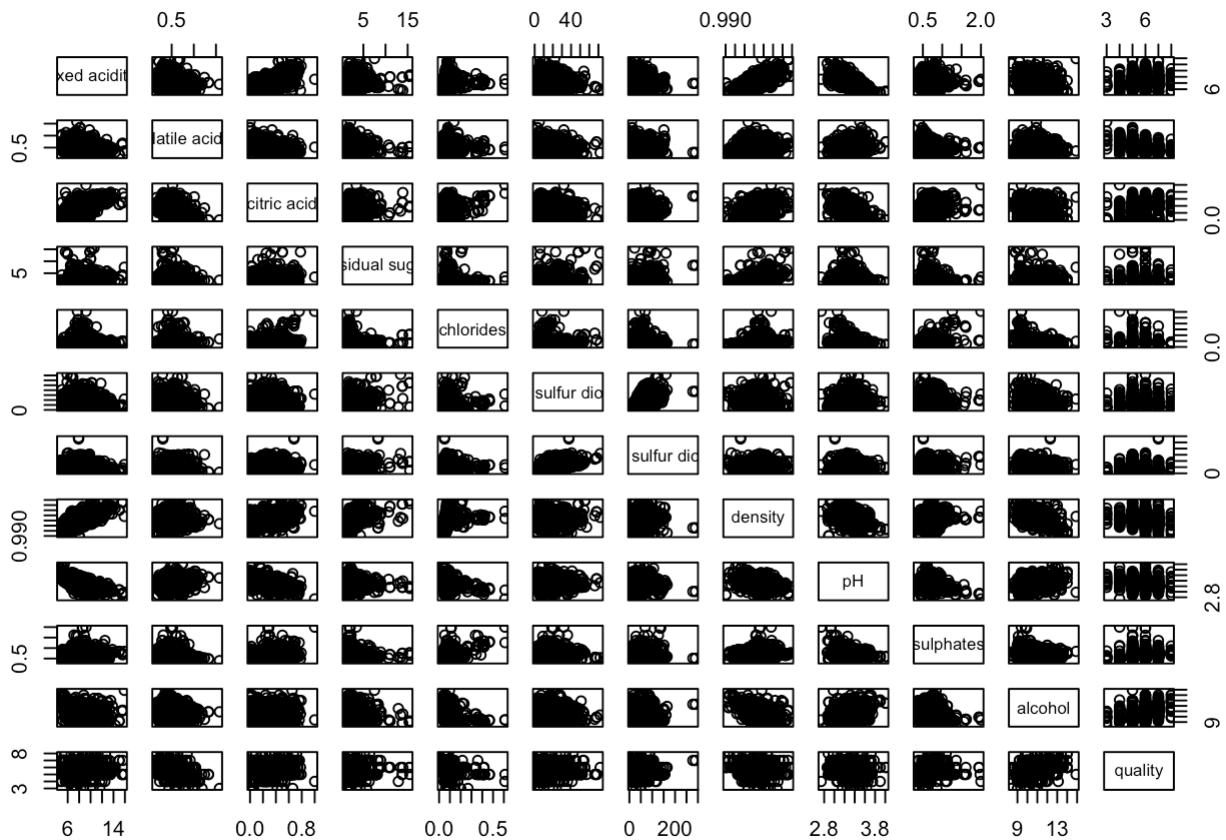 0.5 5 15 0 40 0.990 0.5 2.0 3 6
xed acidit 6
0.5 latile acid
citric acid 0.0
5 sidual sug
chlorides 0.0
0 sulfur dio
sulfur dio 0
0.990 density
pH 2.8
0.5 sulphates
alcohol 9
3 8 quality
6 14 0.0 0.8 0.0 0.5 0 200 2.8 3.8 9 13